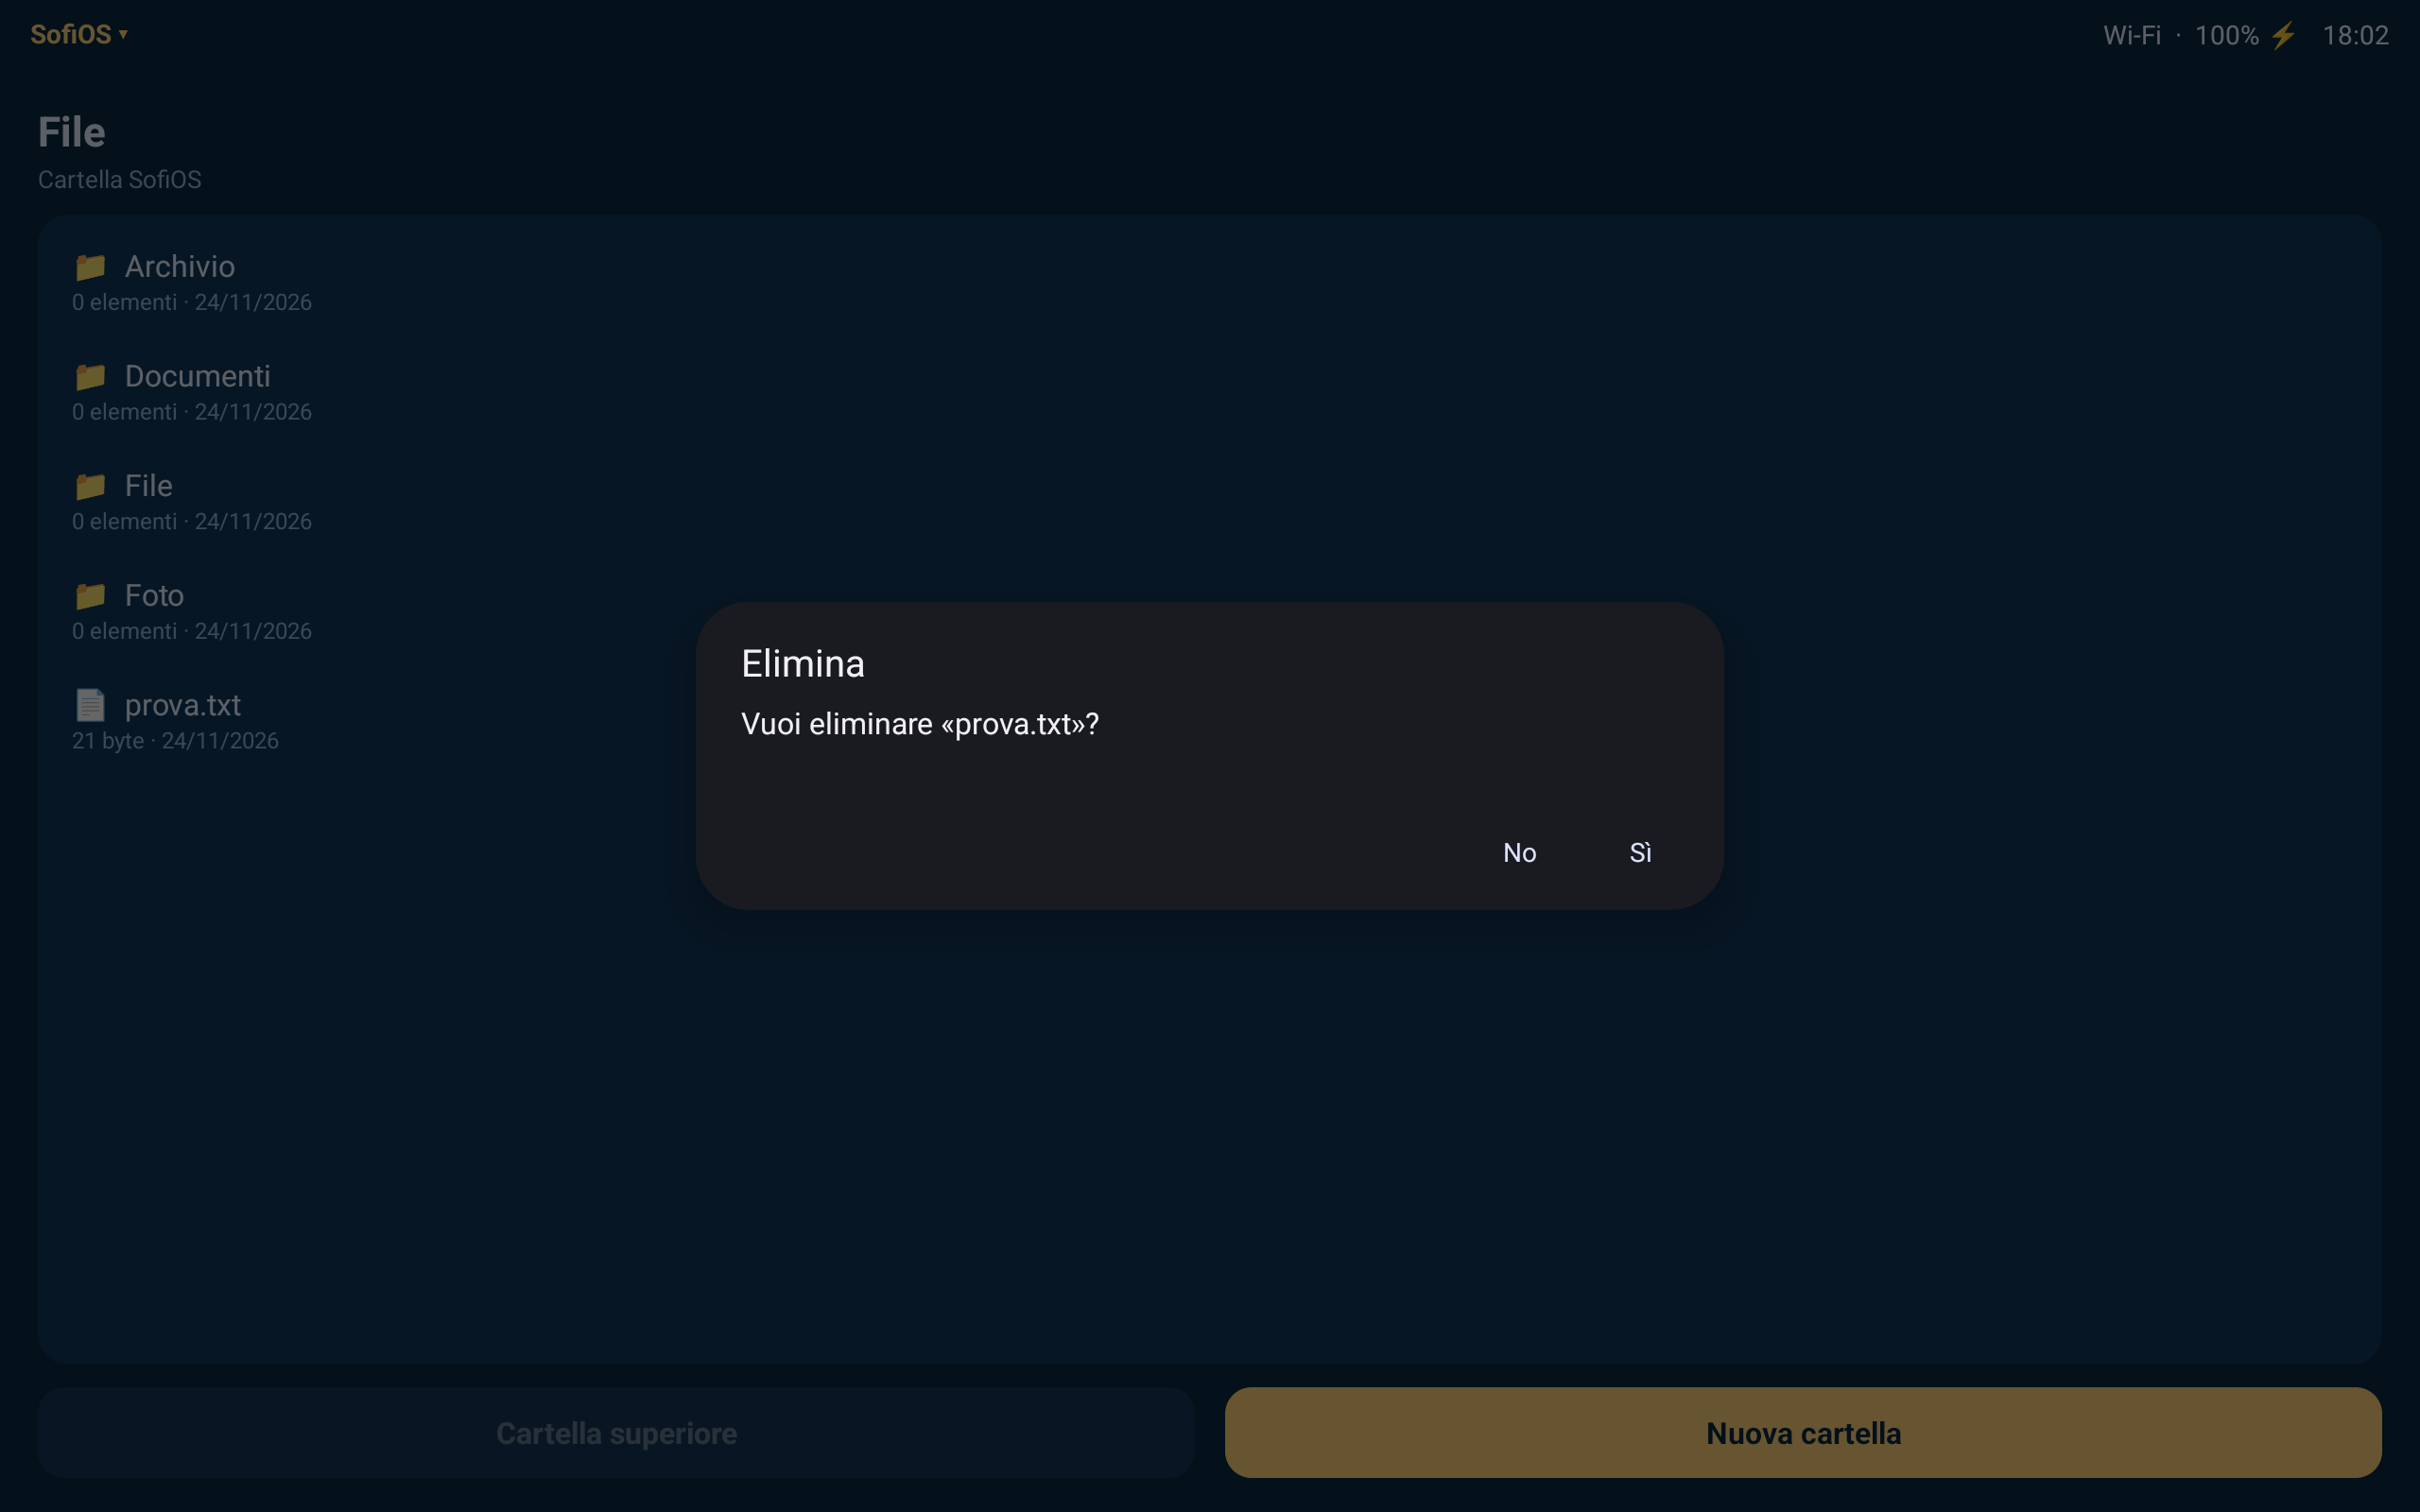 SofiOS ▾
Wi-Fi · 100% ⚡ 18:02
File
Cartella SofiOS
Archivio
0 elementi · 24/11/2026
Documenti
0 elementi · 24/11/2026
File
0 elementi · 24/11/2026
Foto
0 elementi · 24/11/2026
prova.txt
21 byte · 24/11/2026
Elimina
Vuoi eliminare «prova.txt»?
No Sì
Cartella superiore
Nuova cartella